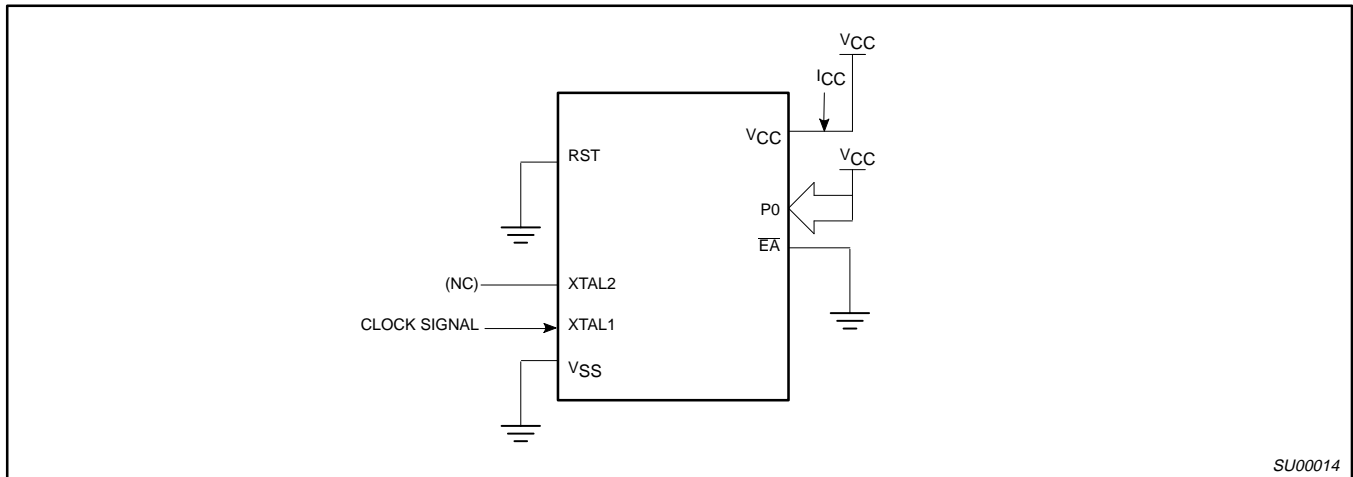 VCC
ICC
VCC
RST
VCC
P0
EA
(NC)
XTAL2
CLOCK SIGNAL
XTAL1
VSS
SU00014